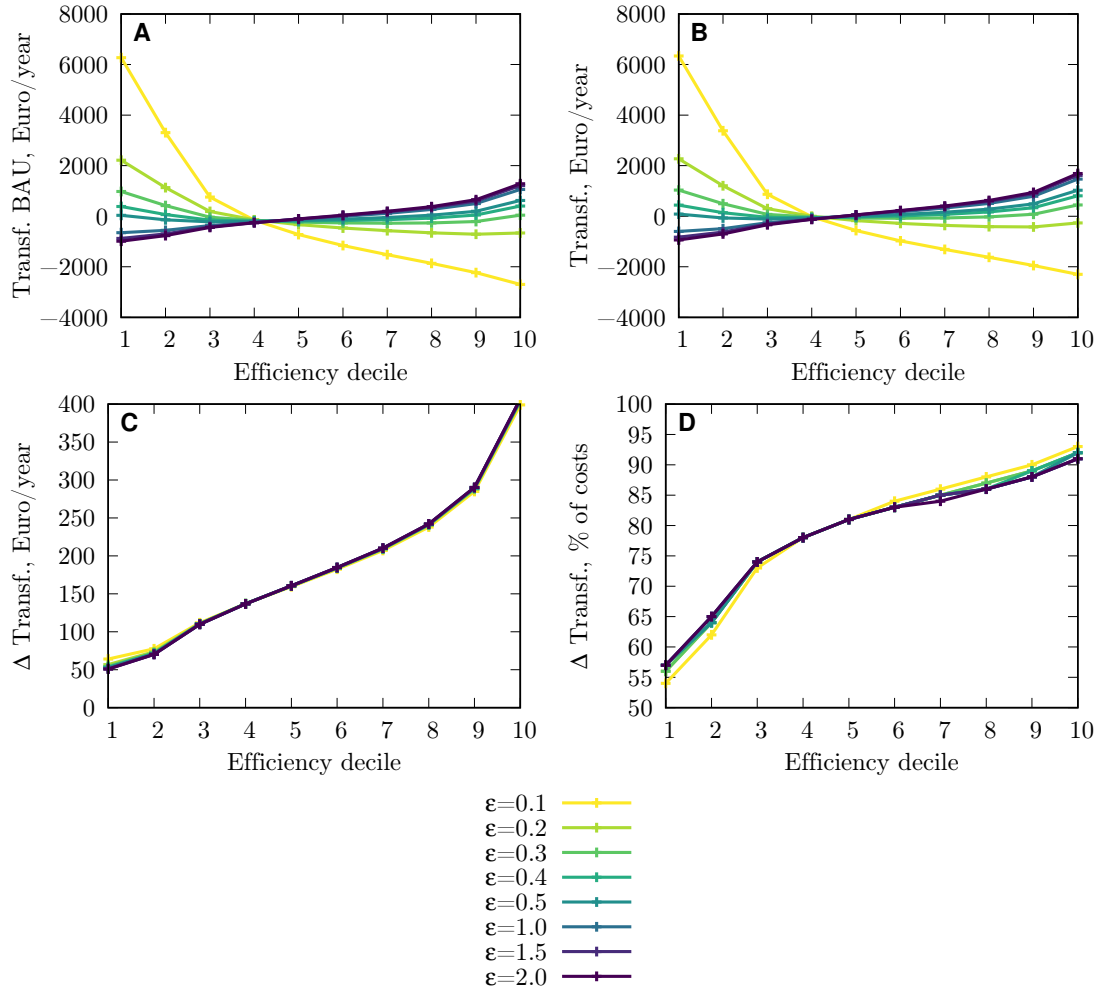 A
Transf. BAU, Euro/year
8000
6000
4000
2000
0
−2000
−4000
1 2 3 4 5 6 7 8 9 10
Efficiency decile
B
Transf., Euro/year
8000
6000
4000
2000
0
−2000
−4000
1 2 3 4 5 6 7 8 9 10
Efficiency decile
C
Δ Transf., Euro/year
400
350
300
250
200
150
100
50
0
1 2 3 4 5 6 7 8 9 10
Efficiency decile
D
Δ Transf., % of costs
100
95
90
85
80
75
70
65
60
55
50
1 2 3 4 5 6 7 8 9 10
Efficiency decile
ε=0.1
ε=0.2
ε=0.3
ε=0.4
ε=0.5
ε=1.0
ε=1.5
ε=2.0